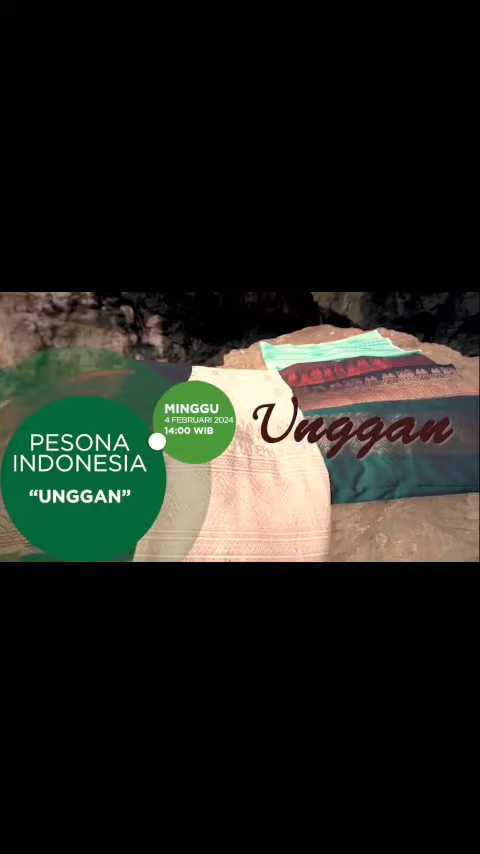 PESONA
INDONESIA
“UNGGAN”
MINGGU
4 FEBRUARI 2024
14:00 WIB
Unggan